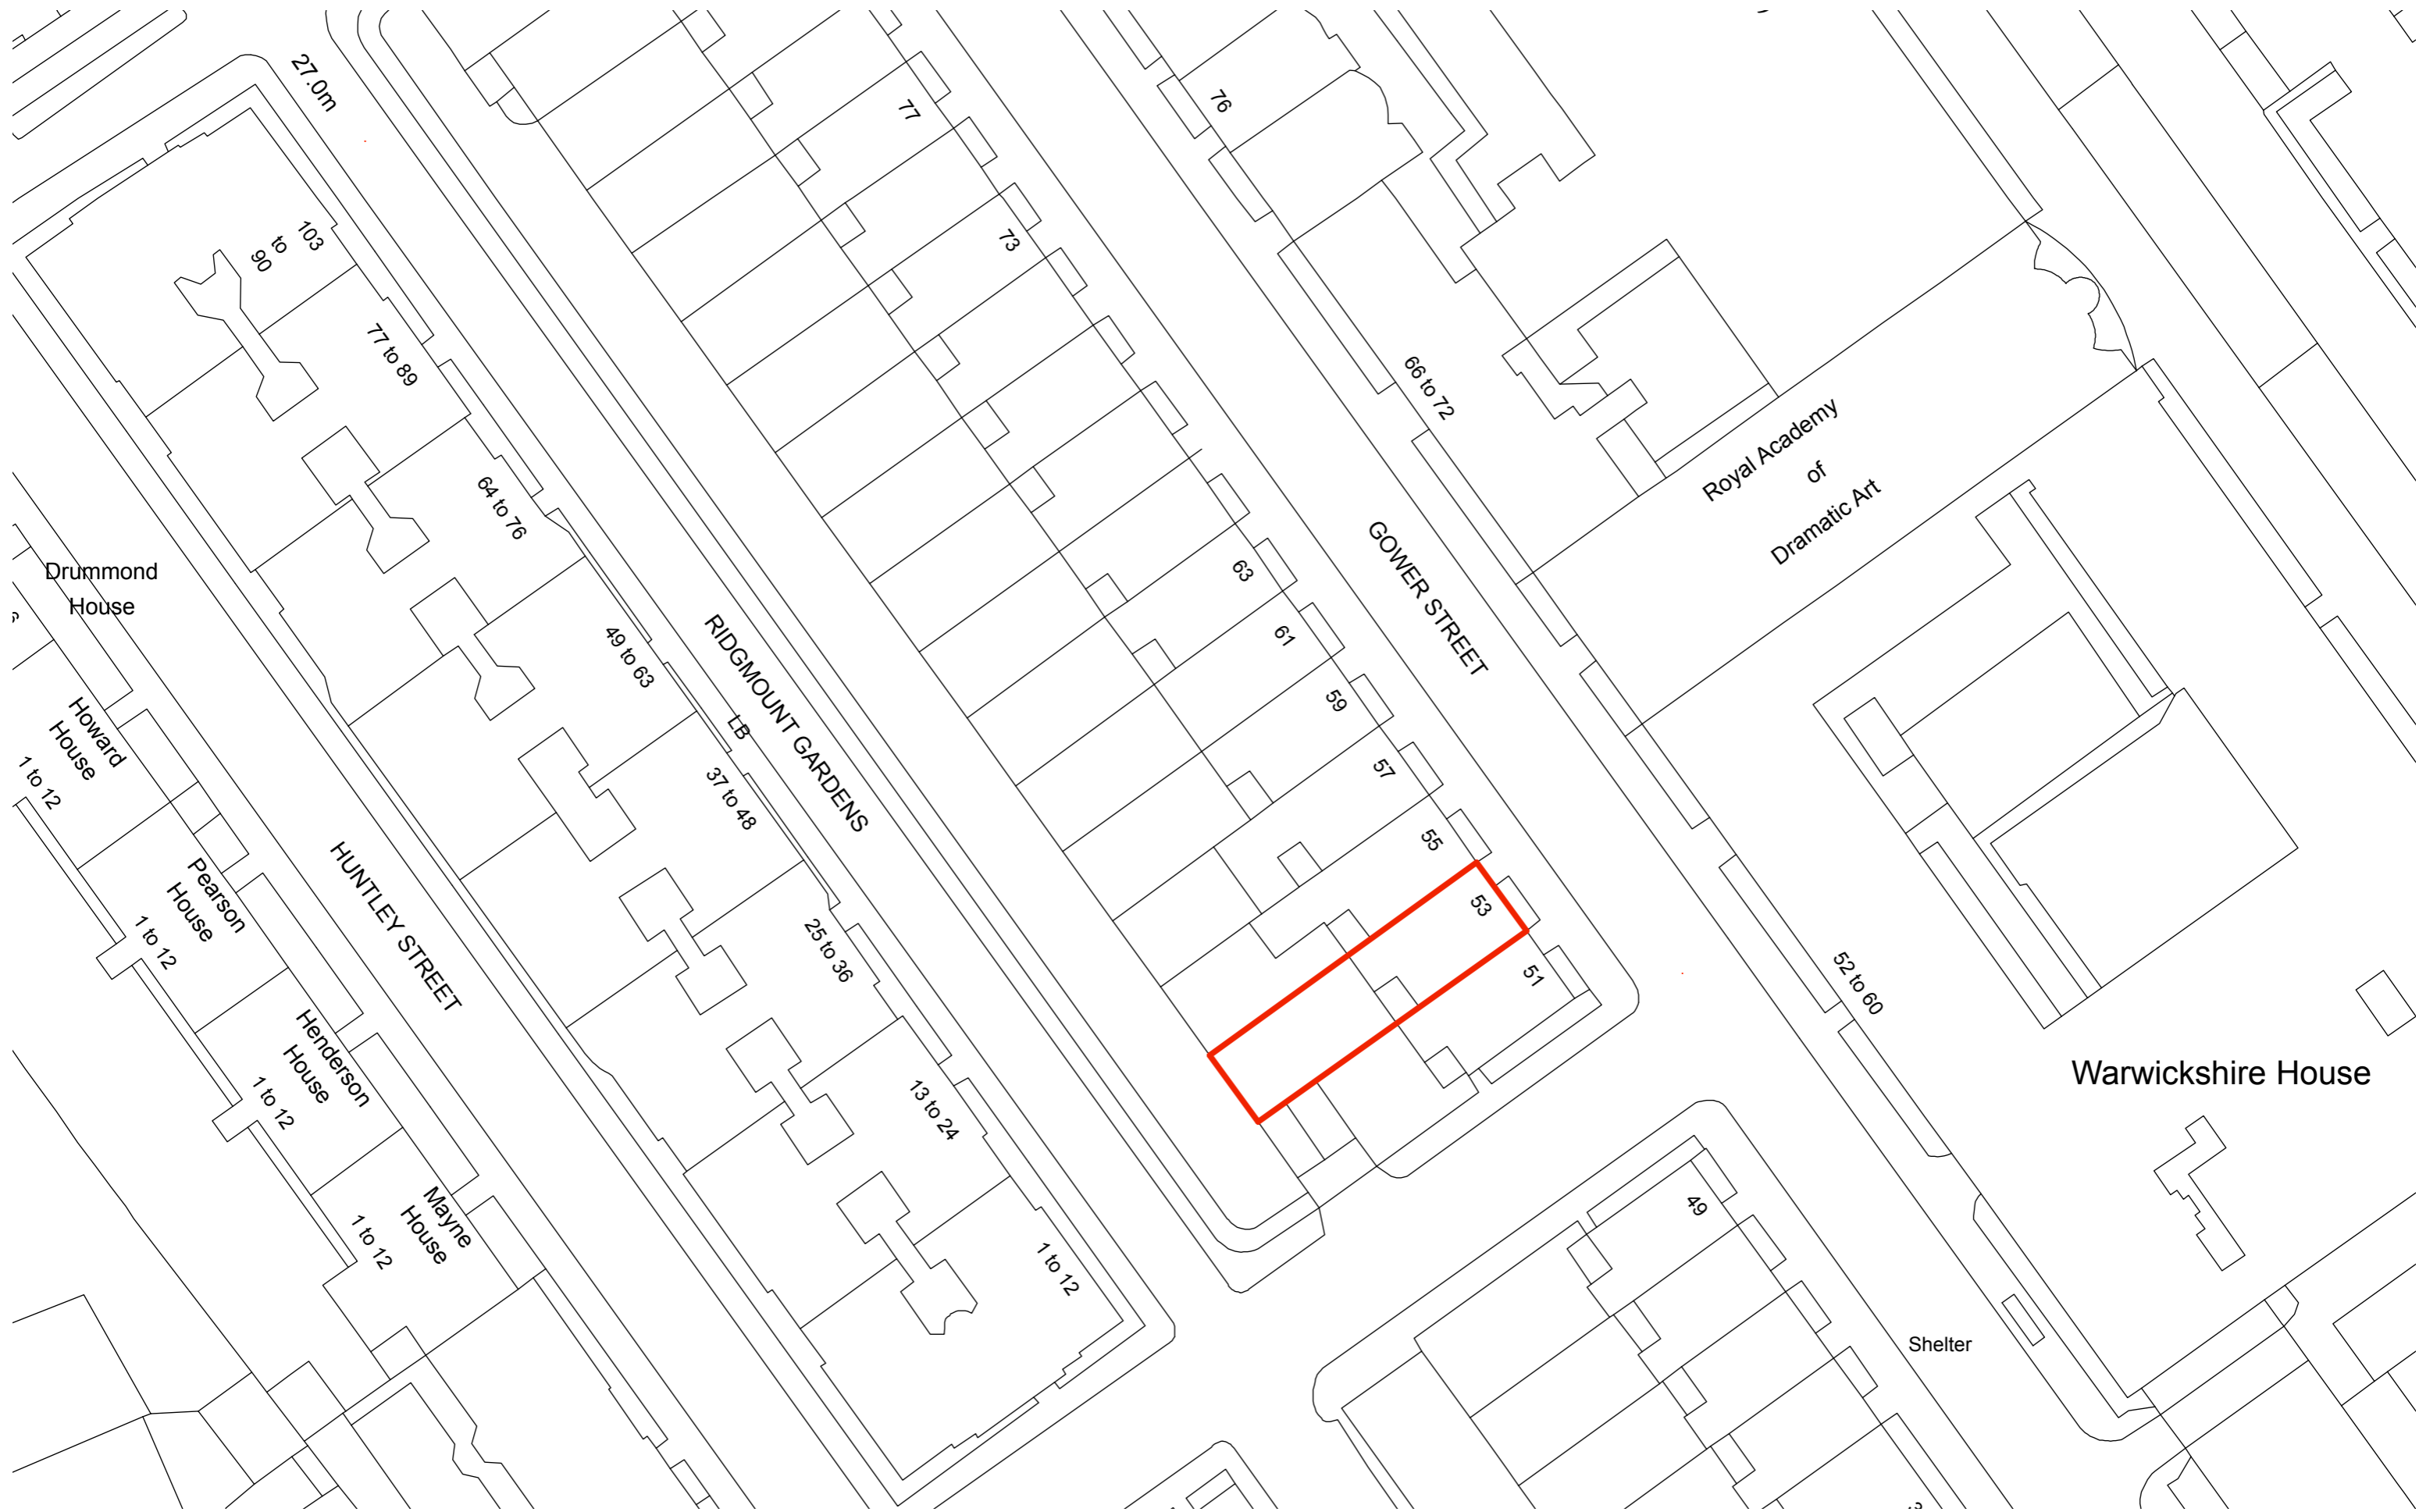 27.0m
77
76
103
to
90
73
77 to 89
66 to 72
Royal Academy
of
Dramatic Art
64 to 76
GOWER STREET
63
Drummond
House
61
RIDGMOUNT GARDENS
49 to 63
59
LB
Howard
House
1 to 12
57
37 to 48
55
HUNTLEY STREET
Pearson
House
1 to 12
53
25 to 36
51
52 to 60
Henderson
House
1 to 12
Warwickshire House
13 to 24
Mayne
House
1 to 12
49
1 to 12
Shelter